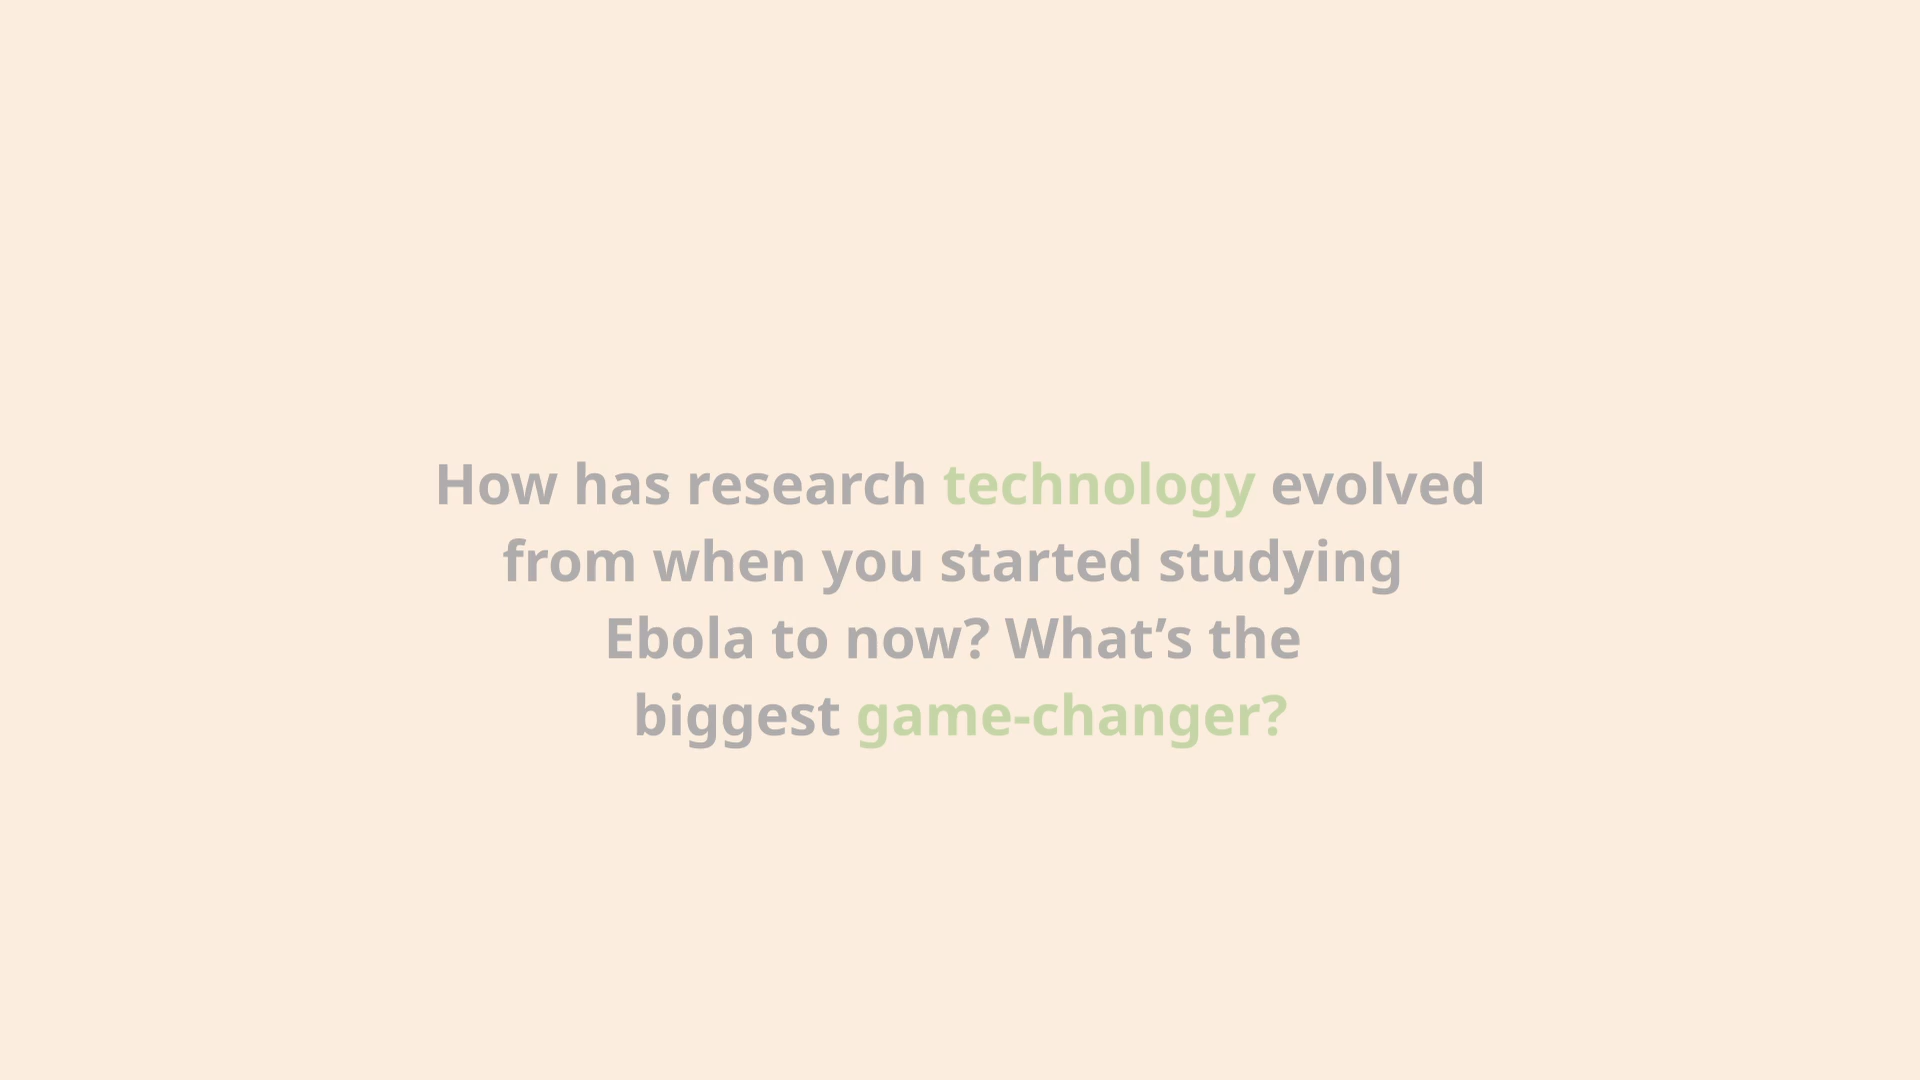 How has research technology evolved
from when you started studying
Ebola to now? What’s the
biggest game-changer?